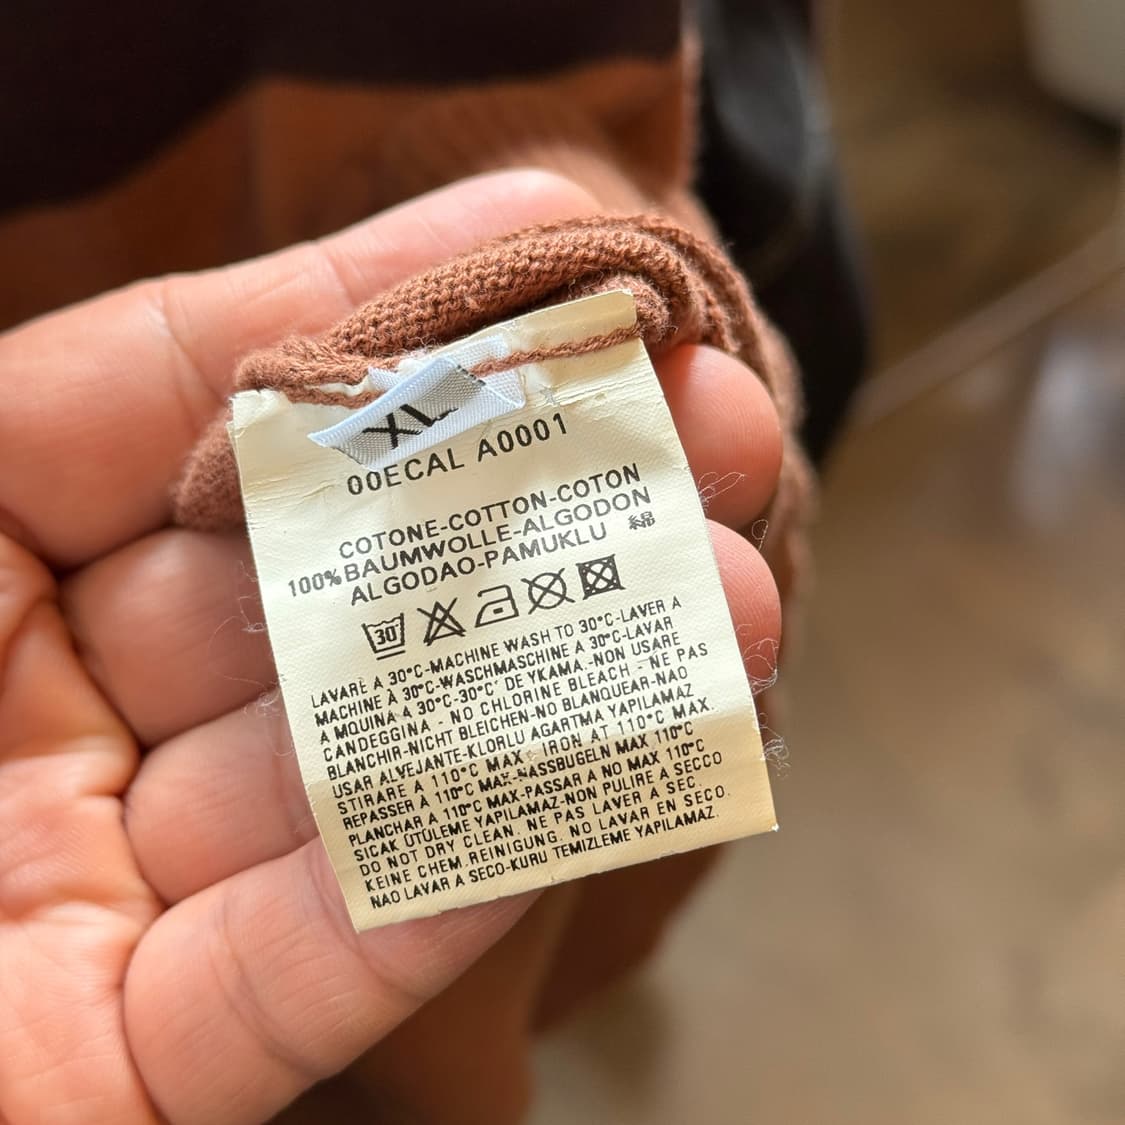 XL
00ECAL A0001
COTONE-COTTON-COTON
100% BAUMWOLLE-ALGODON
ALGODAO-PAMUKLU 綿
30
LAVARE A 30°C-MACHINE WASH TO 30°C-LAVER A
MACHINE À 30°C-WASCHMASCHINE A 30°C-LAVAR
A MQUINA A 30°C-30°C' DE YKAMA.-NON USARE
CANDEGGINA - NO CHLORINE BLEACH - NE PAS
BLANCHIR-NICHT BLEICHEN-NO BLANQUEAR-NAO
USAR ALVEJANTE-KLORLU AGARTMA YAPILAMAZ
STIRARE A 110°C MAX- IRON AT 110°C MAX.
REPASSER À 110°C MAX-NASSBUGELN MAX 110°C
PLANCHAR A 110°C MAX-PASSAR A NO MAX 110°C
SICAK ÜTÜLEME YAPILAMAZ-NON PULIRE A SECCO
DO NOT DRY CLEAN. NE PAS LAVER A SEC.
KEINE CHEM.REINIGUNG. NO LAVAR EN SECO.
NAO LAVAR A SECO-KURU TEMIZLEME YAPILAMAZ.